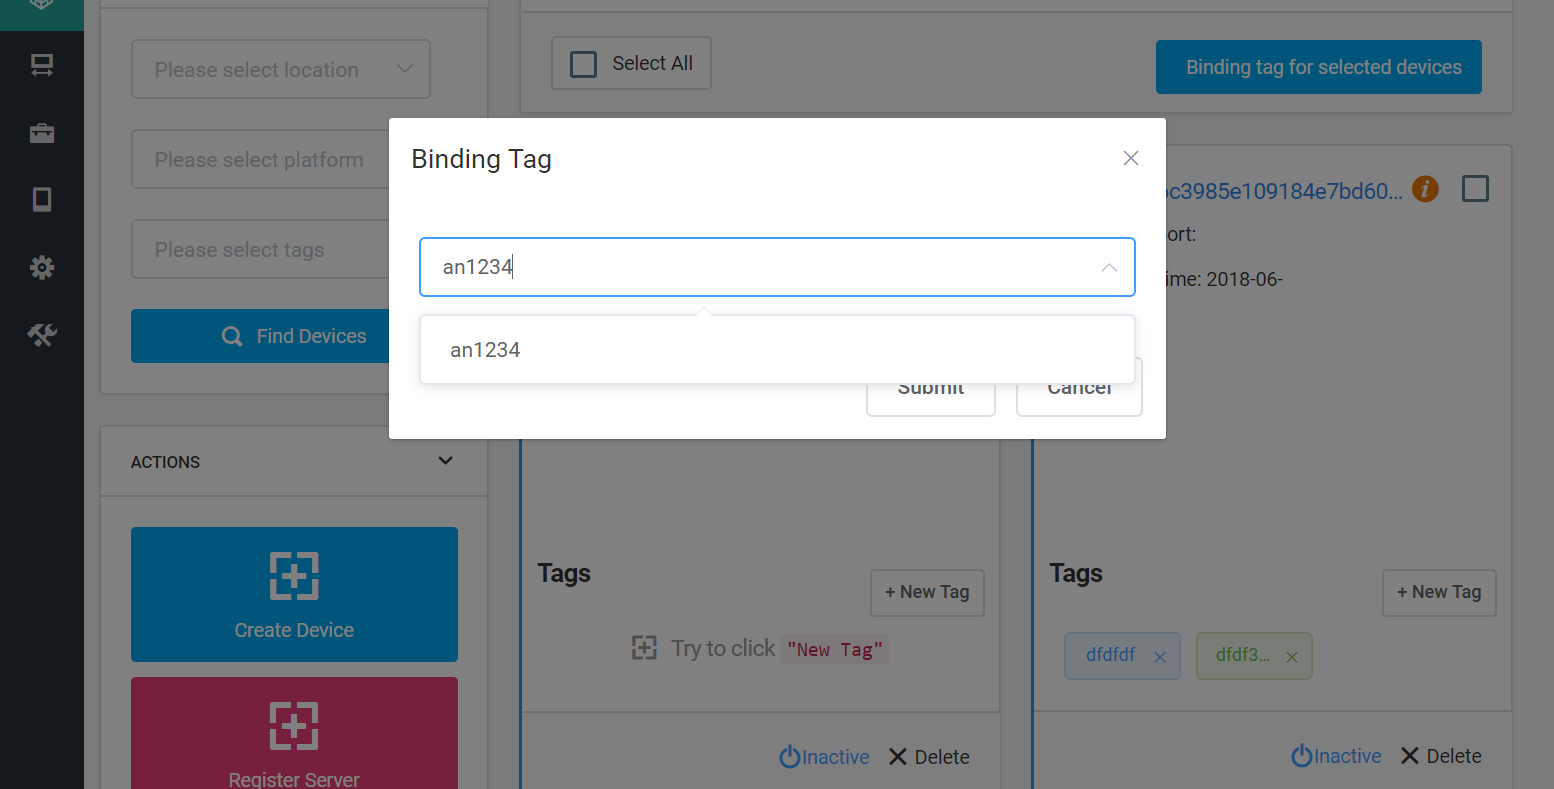 Please select location
Please select platform
Please select tags
Find Devices
ACTIONS
Create Device
Register Server
Select All
Binding tag for selected devices
Binding Tag
an1234
an1234
Submit
Cancel
c3985e109184e7bd60...
ort:
ime: 2018-06-
Tags
+ New Tag
Try to click "New Tag"
Inactive
Delete
Tags
+ New Tag
dfdfdf
dfdf3...
Inactive
Delete